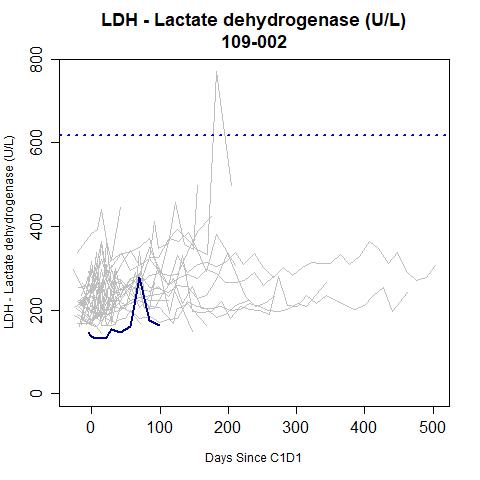 LDH - Lactate dehydrogenase (U/L)
109-002
LDH - Lactate dehydrogenase (U/L)
800
600
400
200
0
0 100 200 300 400 500
Days Since C1D1